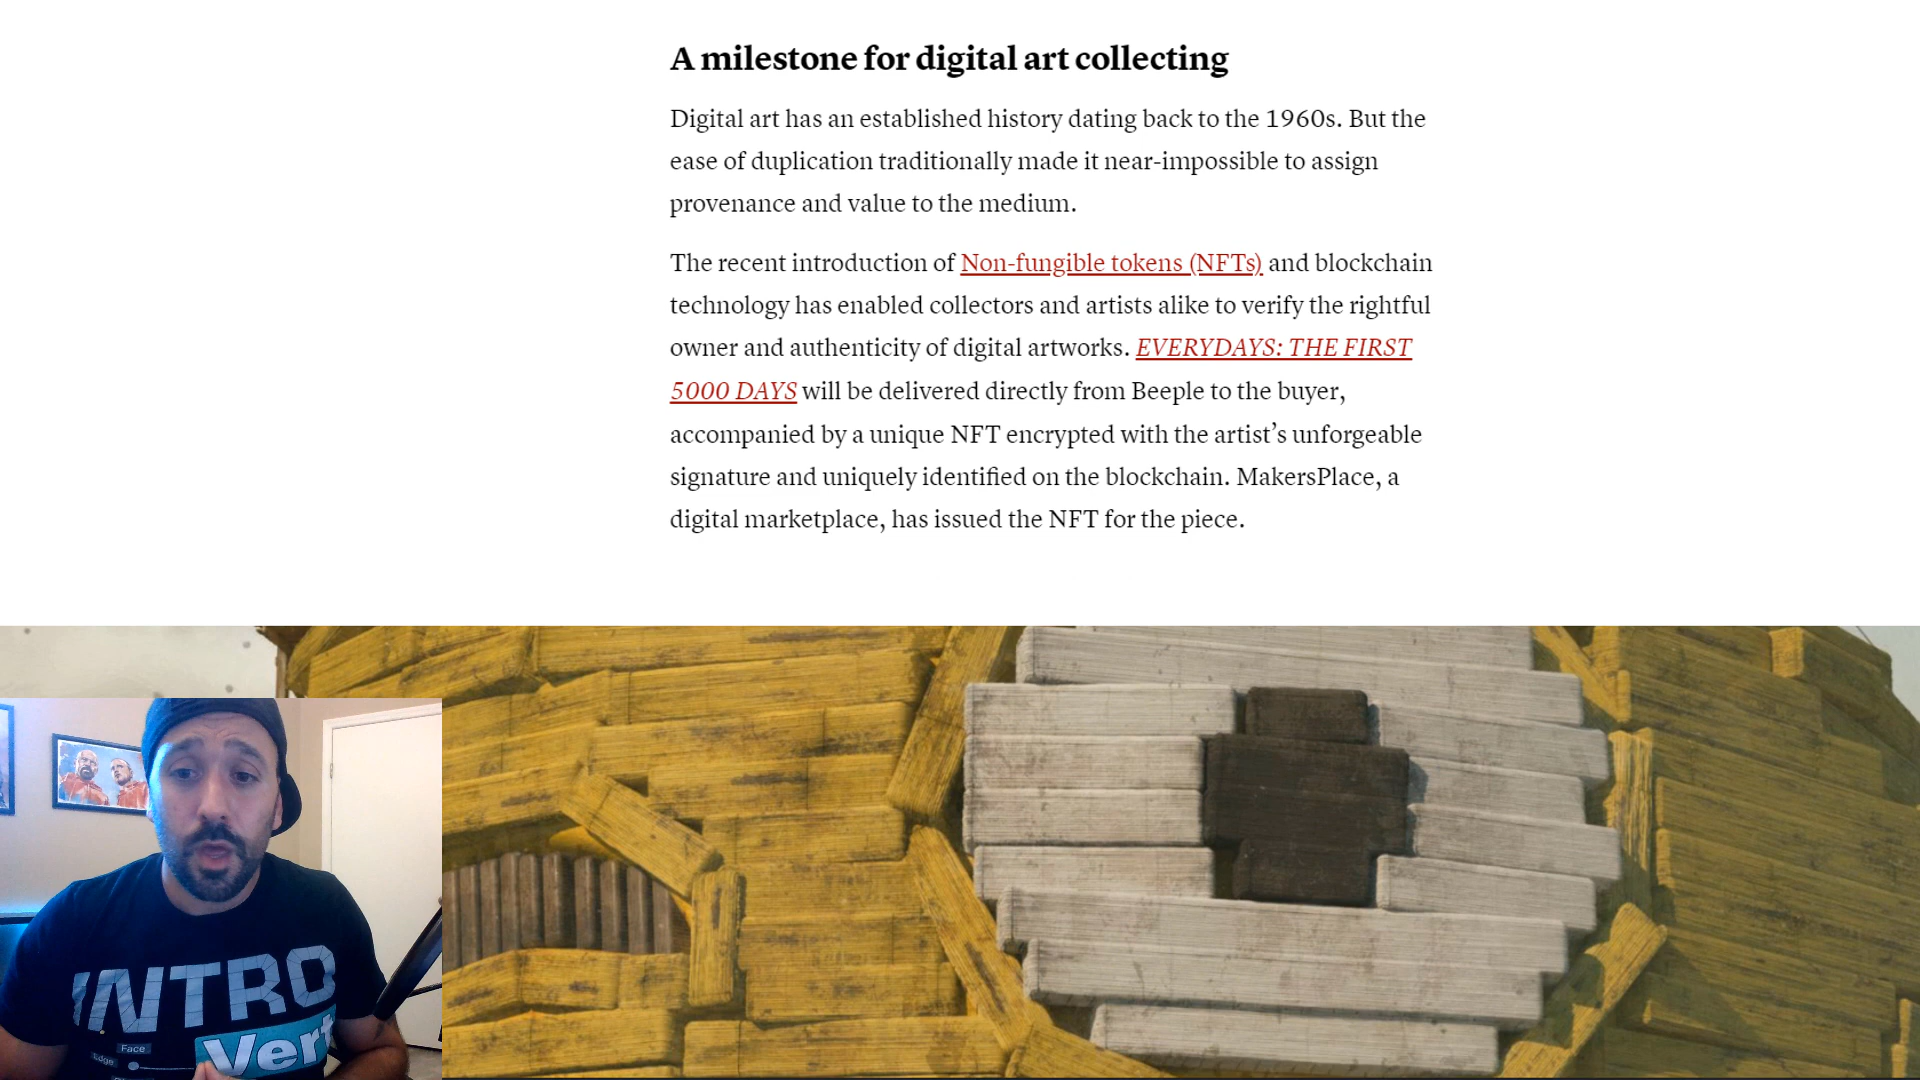 A milestone for digital art collecting
Digital art has an established history dating back to the 1960s. But the
ease of duplication traditionally made it near-impossible to assign
provenance and value to the medium.
The recent introduction of Non-fungible tokens (NFTs) and blockchain
technology has enabled collectors and artists alike to verify the rightful
owner and authenticity of digital artworks. EVERYDAYS: THE FIRST
5000 DAYS will be delivered directly from Beeple to the buyer,
accompanied by a unique NFT encrypted with the artist’s unforgeable
signature and uniquely identified on the blockchain. MakersPlace, a
digital marketplace, has issued the NFT for the piece.
INTRO
Vert
Face
Edge